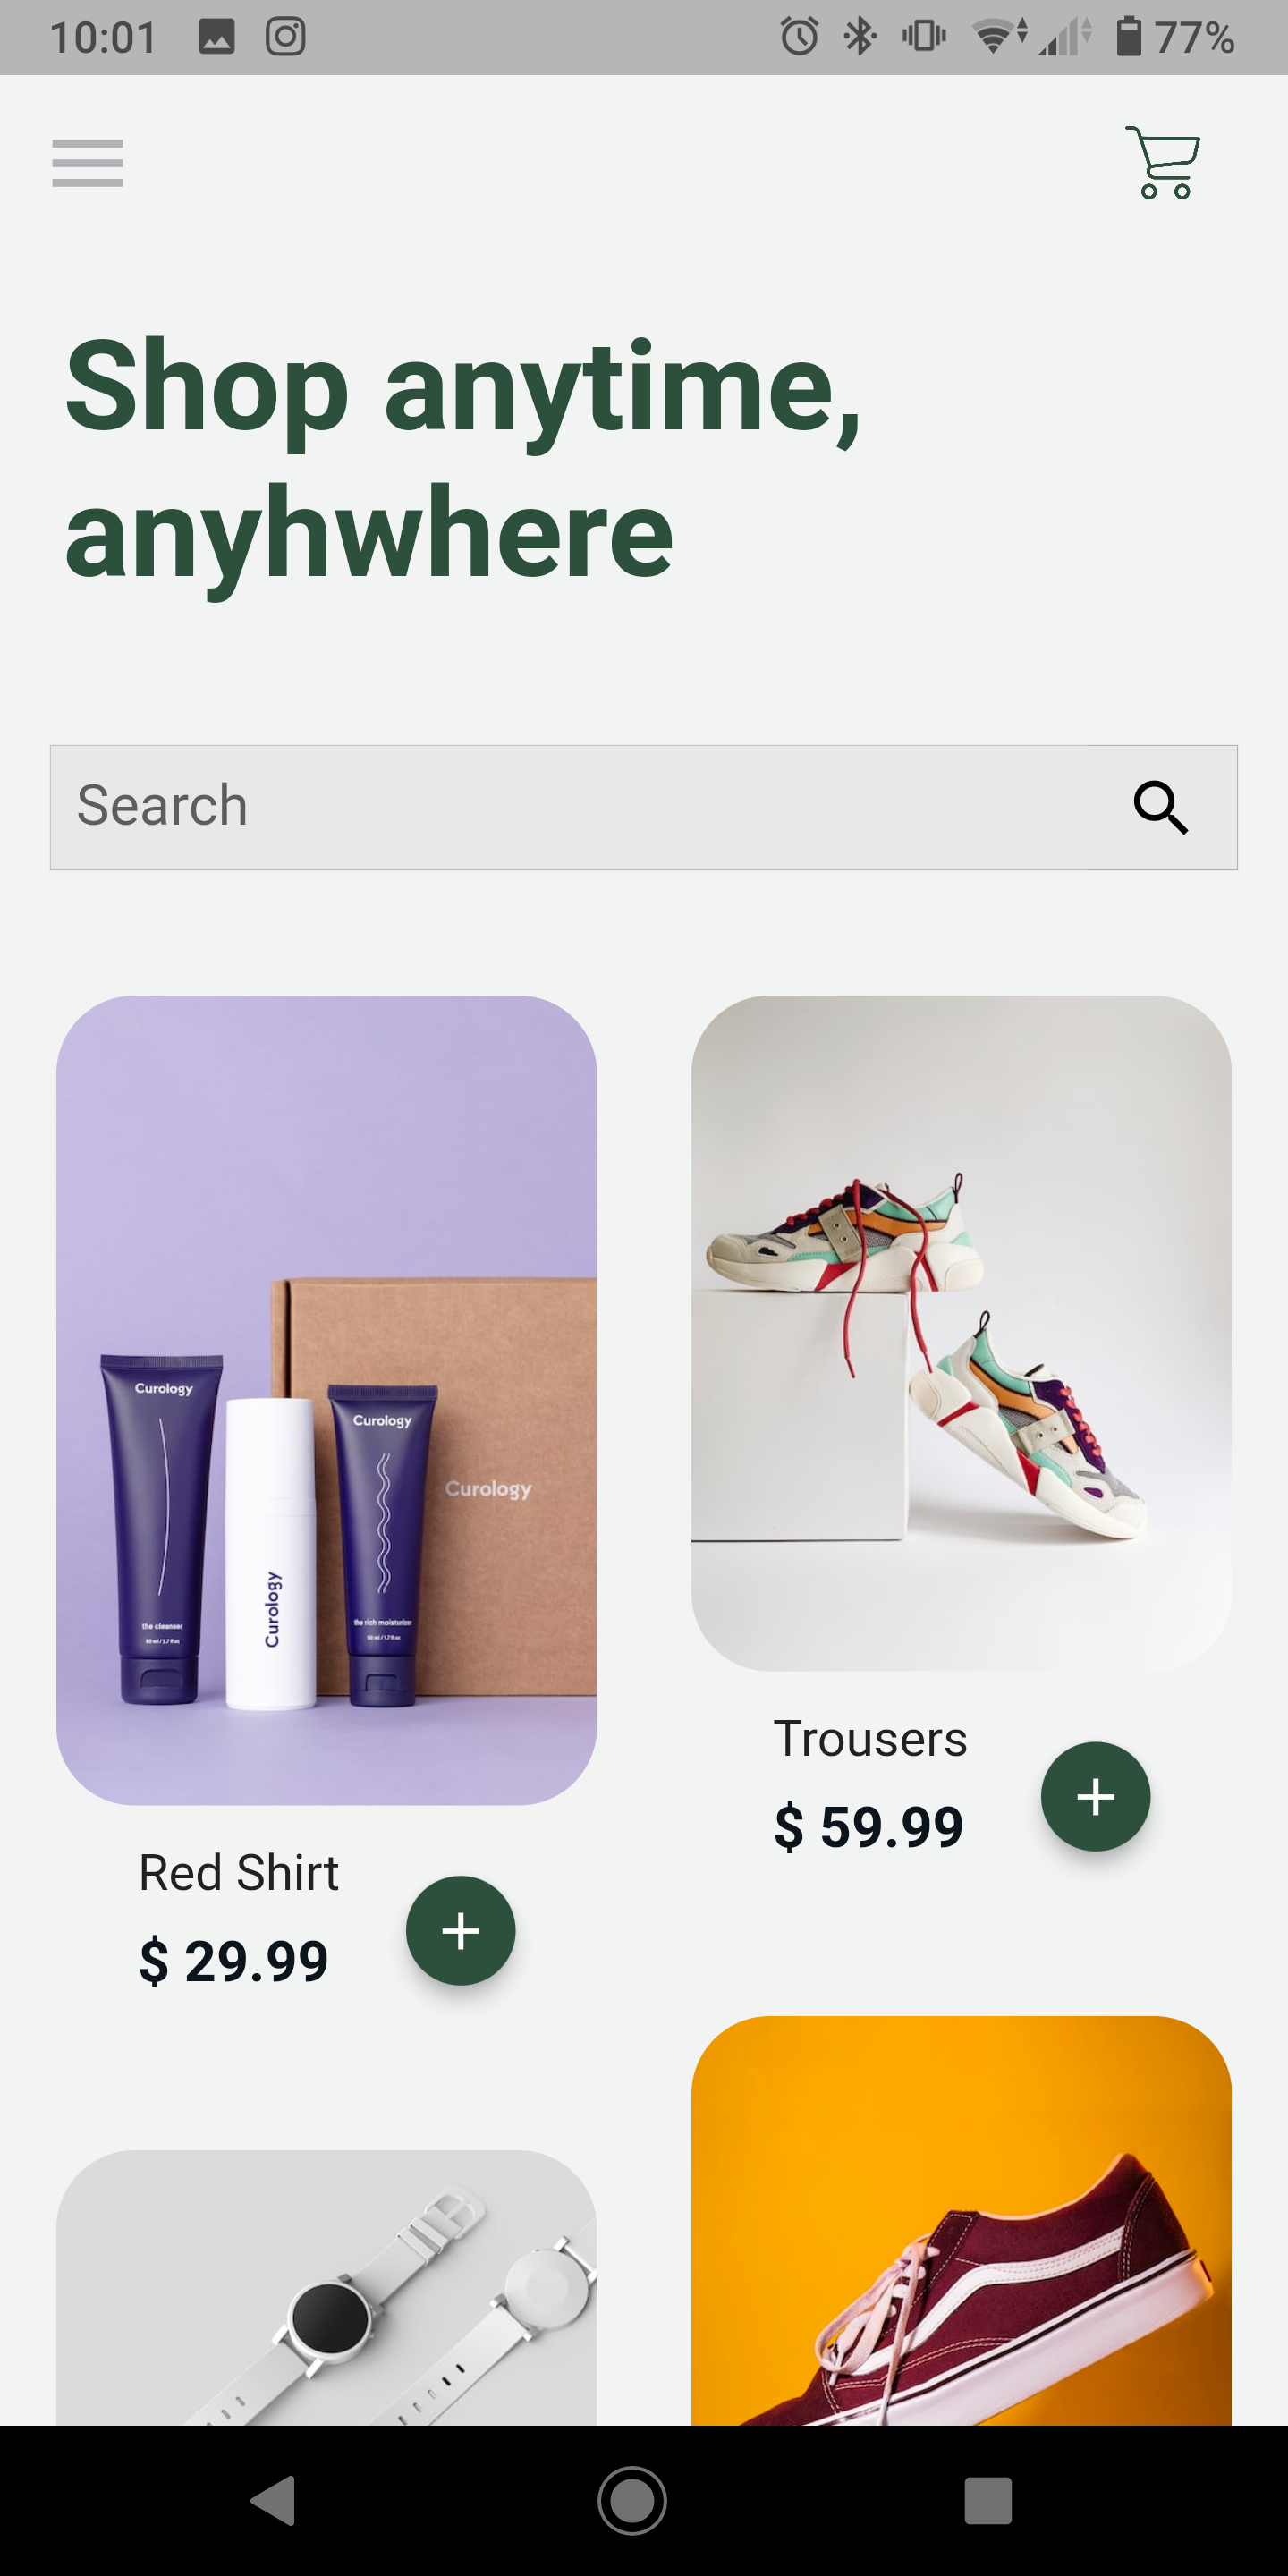 10:01 77%
Shop anytime,
anyhwhere
Search
Curology
Curology
Curology
Curology
the cleanser
the rich moisturizer
Trousers
$ 59.99
Red Shirt
$ 29.99